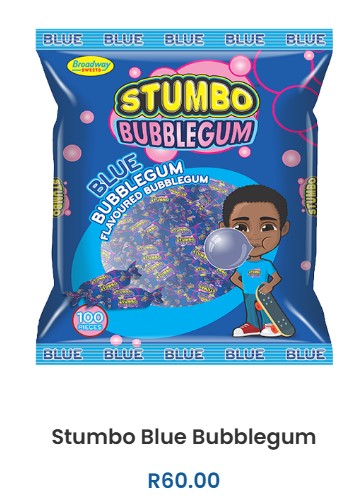 BLUE BLUE BLUE BLUE BLUE
Broadway
SWEETS
STUMBO
BUBBLEGUM
BLUE
BUBBLEGUM
FLAVOURED BUBBLEGUM
STUMBO
STUMBO
100
PIECES
BLUE BLUE BLUE BLUE BLUE
Stumbo Blue Bubblegum
R60.00